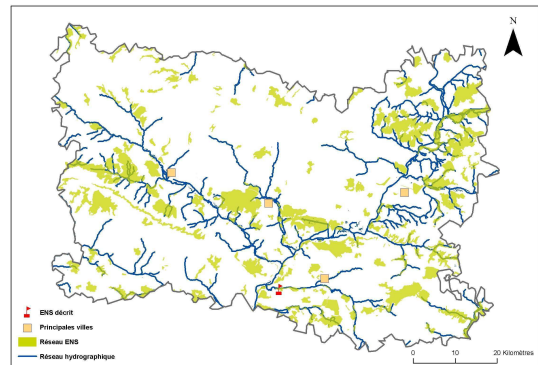 N
ENS décrit
Principales villes
Réseau ENS
Réseau hydrographique
0 10 20 Kilomètres